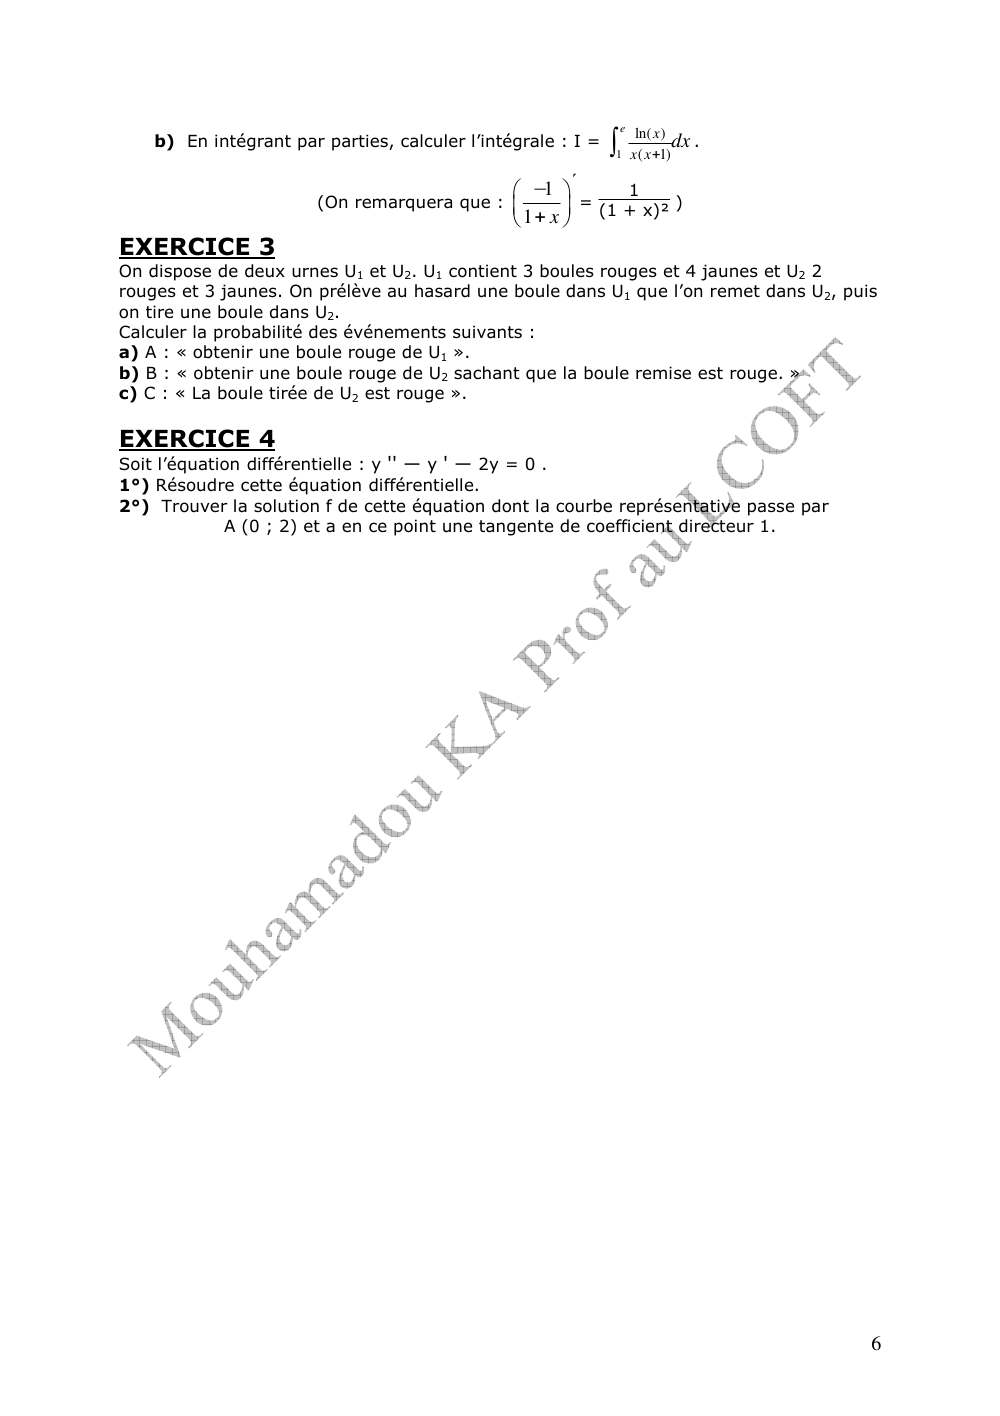 b) En intégrant par parties, calculer l’intégrale : I = ∫₁ᵉ ln(x)/(x(x+1)) dx .
(On remarquera que : (−1/(1+x))′ = 1/(1 + x)² )
EXERCICE 3
On dispose de deux urnes U₁ et U₂. U₁ contient 3 boules rouges et 4 jaunes et U₂ 2
rouges et 3 jaunes. On prélève au hasard une boule dans U₁ que l’on remet dans U₂, puis
on tire une boule dans U₂.
Calculer la probabilité des événements suivants :
a) A : « obtenir une boule rouge de U₁ ».
b) B : « obtenir une boule rouge de U₂ sachant que la boule remise est rouge. »
c) C : « La boule tirée de U₂ est rouge ».
EXERCICE 4
Soit l’équation différentielle : y '' — y ' — 2y = 0 .
1°) Résoudre cette équation différentielle.
2°) Trouver la solution f de cette équation dont la courbe représentative passe par
A (0 ; 2) et a en ce point une tangente de coefficient directeur 1.
Mouhamadou KA Prof au LCOFT
6